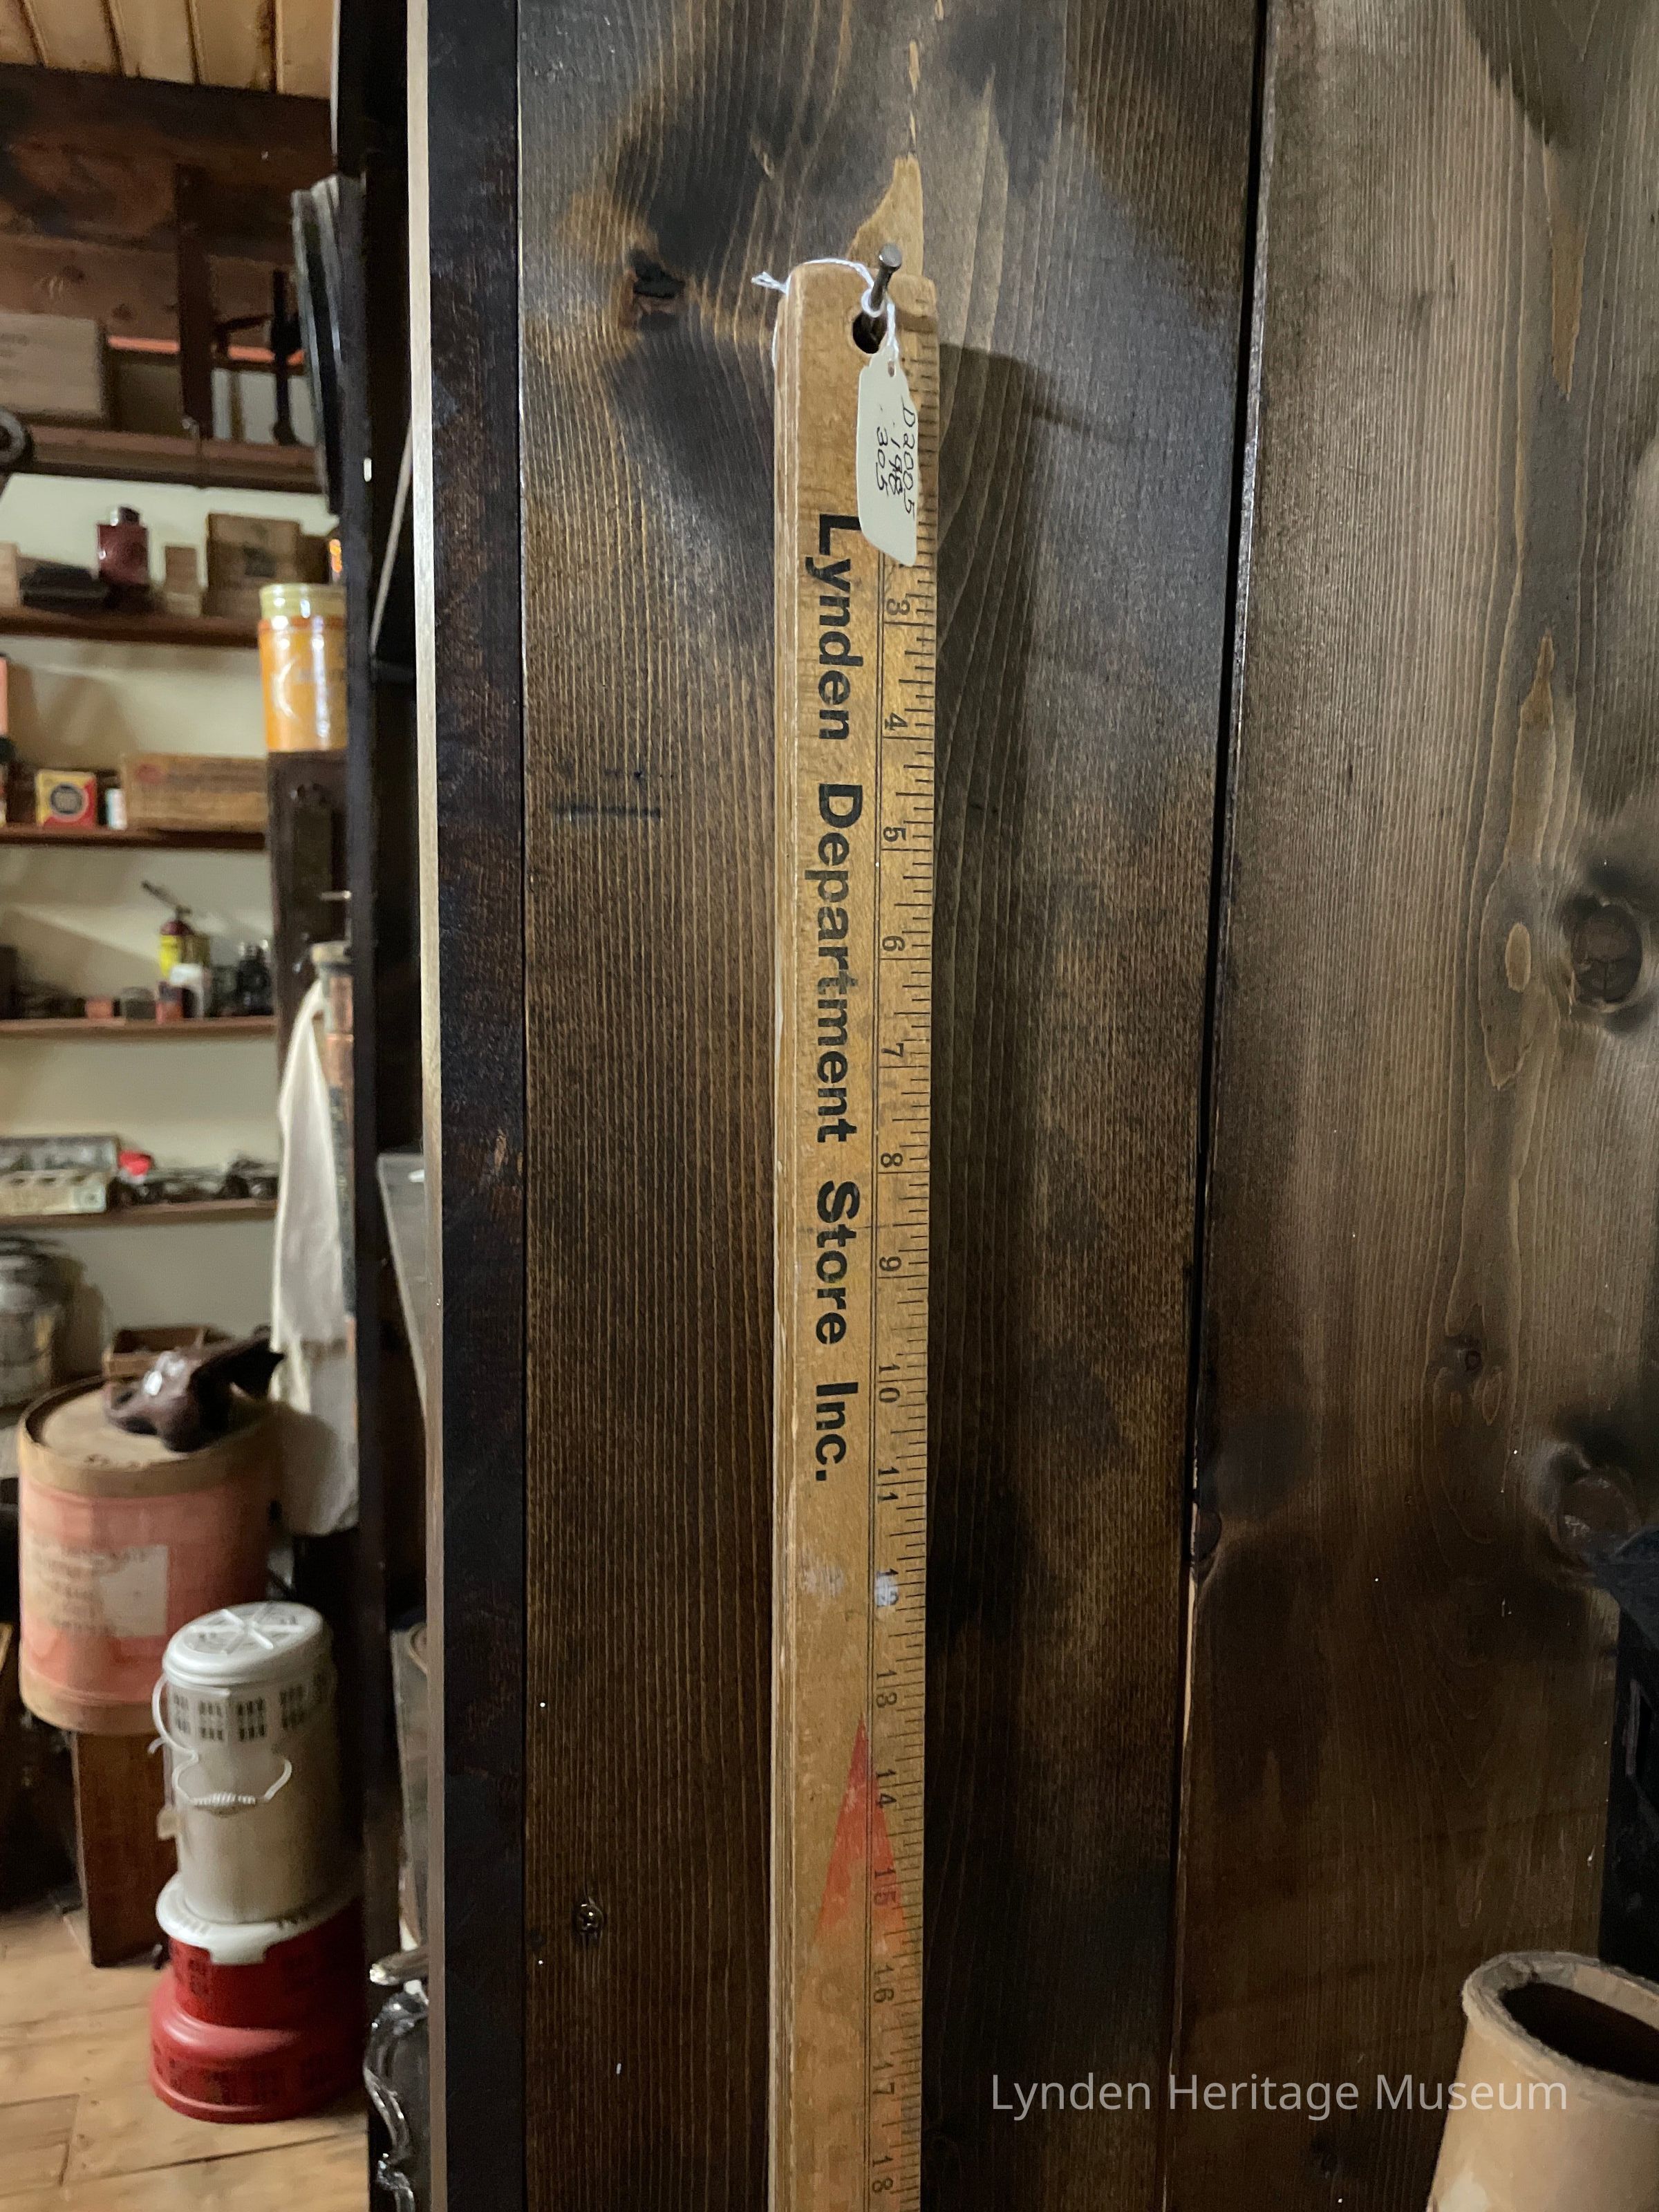 D2005
.198
305
Lynden Department Store Inc.
3 4 5 6 7 8 9 10 11 12 13 14 15 16 17 18
Lynden Heritage Museum